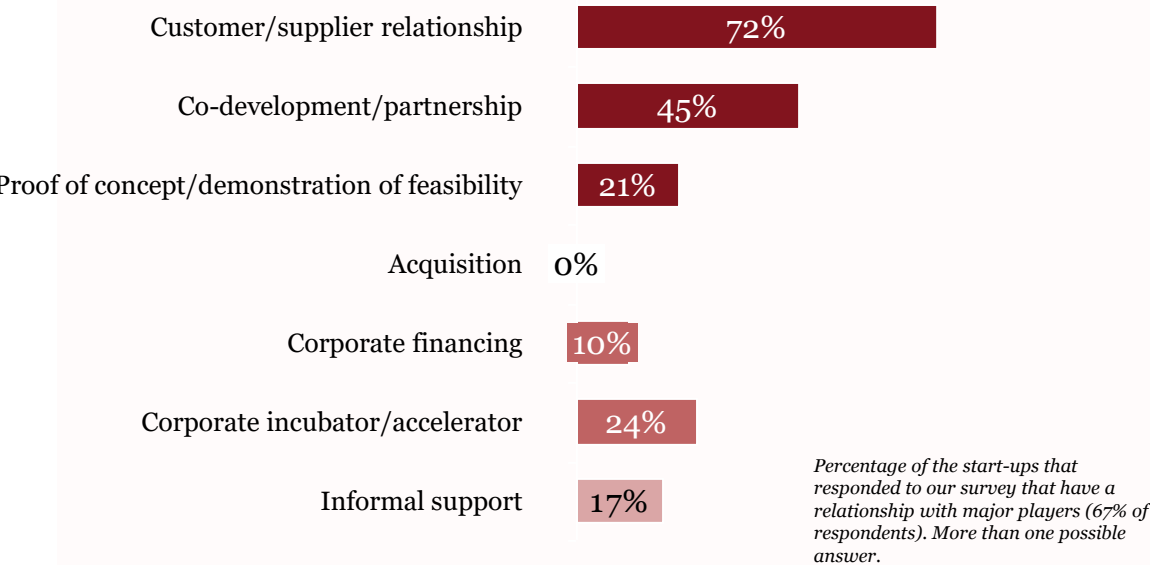 Customer/supplier relationship 72%
Co-development/partnership 45%
Proof of concept/demonstration of feasibility 21%
Acquisition 0%
Corporate financing 10%
Corporate incubator/accelerator 24%
Informal support 17%
Percentage of the start-ups that
responded to our survey that have a
relationship with major players (67% of
respondents). More than one possible
answer.